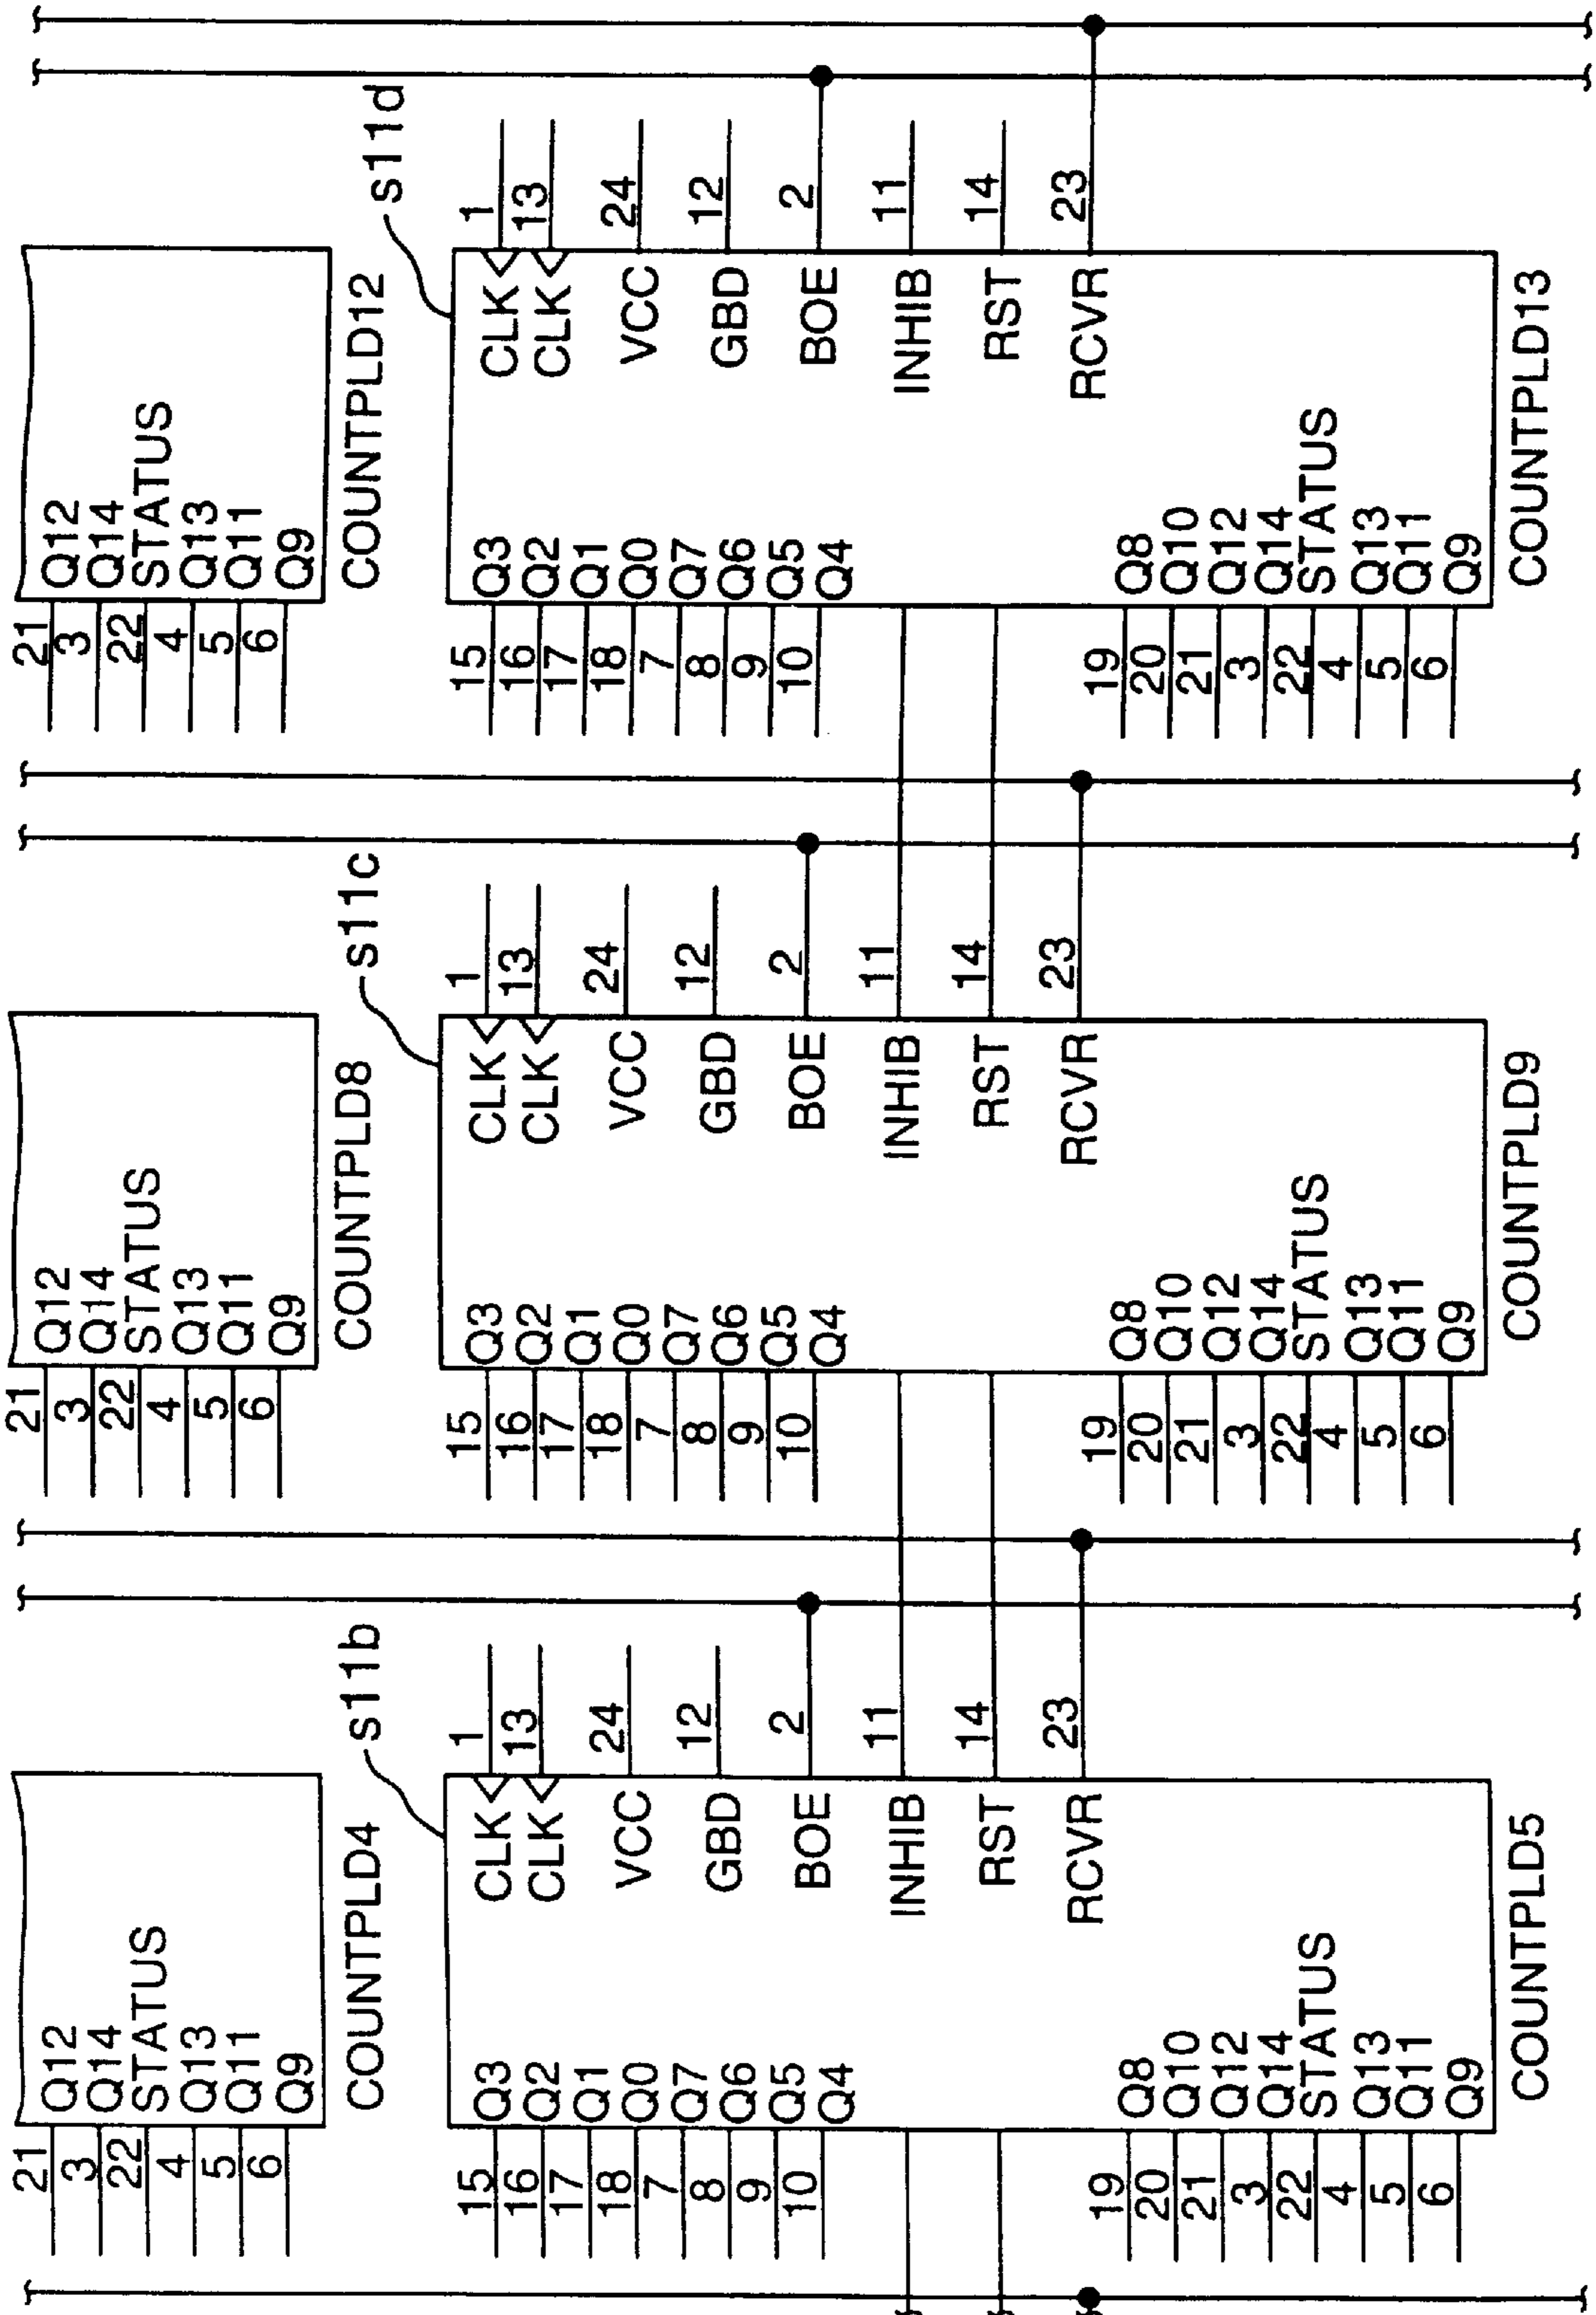 s11d
Q12
Q14
STATUS
Q13
Q11
Q9
21
3
22
4
5
6
COUNTPLD12
1
13
24
12
2
11
14
23
CLK
CLK
VCC
GBD
BOE
INHIB
RST
RCVR
Q3
Q2
Q1
Q0
Q7
Q6
Q5
Q4
Q8
Q10
Q12
Q14
STATUS
Q13
Q11
Q9
15
16
17
18
7
8
9
10
19
20
21
3
22
4
5
6
COUNTPLD13
s11c
Q12
Q14
STATUS
Q13
Q11
Q9
21
3
22
4
5
6
COUNTPLD8
1
13
24
12
2
11
14
23
CLK
CLK
VCC
GBD
BOE
INHIB
RST
RCVR
Q3
Q2
Q1
Q0
Q7
Q6
Q5
Q4
Q8
Q10
Q12
Q14
STATUS
Q13
Q11
Q9
15
16
17
18
7
8
9
10
19
20
21
3
22
4
5
6
COUNTPLD9
s11b
Q12
Q14
STATUS
Q13
Q11
Q9
21
3
22
4
5
6
COUNTPLD4
1
13
24
12
2
11
14
23
CLK
CLK
VCC
GBD
BOE
INHIB
RST
RCVR
Q3
Q2
Q1
Q0
Q7
Q6
Q5
Q4
Q8
Q10
Q12
Q14
STATUS
Q13
Q11
Q9
15
16
17
18
7
8
9
10
19
20
21
3
22
4
5
6
COUNTPLD5